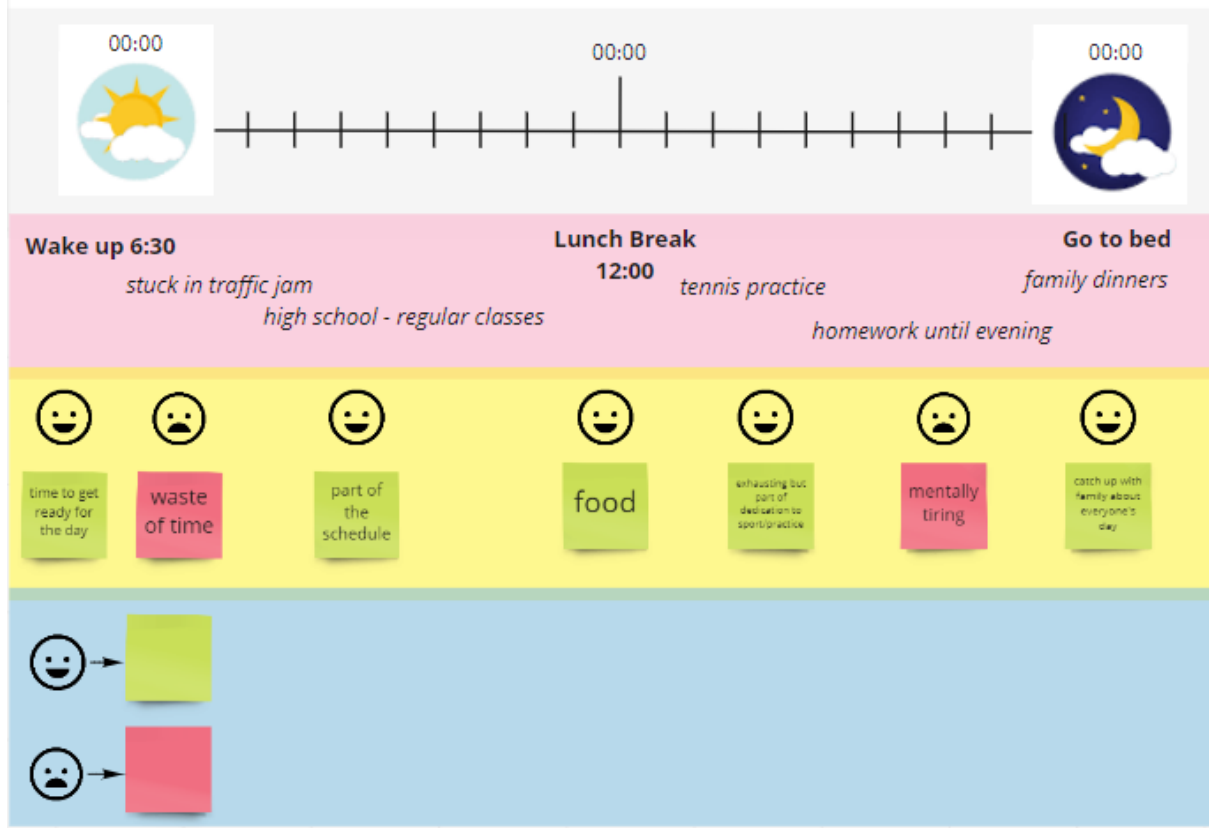 00:00
00:00
00:00
Wake up 6:30
Lunch Break
12:00
Go to bed
stuck in traffic jam
tennis practice
family dinners
high school - regular classes
homework until evening
time to get
ready for
the day
waste
of time
part of
the
schedule
food
exhausting but
part of
dedication to
sport/practice
mentally
tiring
catch up with
family about
everyone's
day